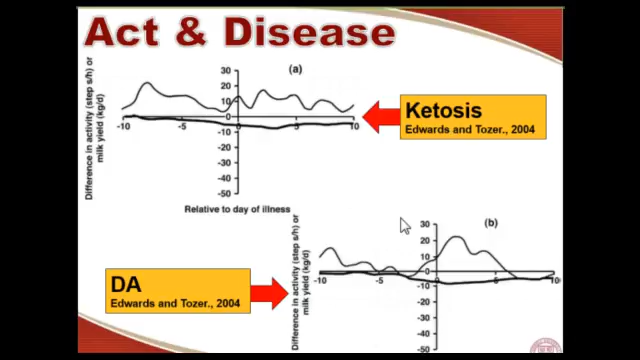 Act & Disease
Difference in activity (step s/h) or
milk yield (kg/d)
(a)
30
20
10
0
-10
-20
-30
-40
-50
-10
-5
0
5
10
Relative to day of illness
Ketosis
Edwards and Tozer., 2004
DA
Edwards and Tozer., 2004
Difference in activity (step s/h) or
milk yield (kg/d)
(b)
30
20
10
0
-10
-20
-30
-40
-50
-10
-5
0
5
10